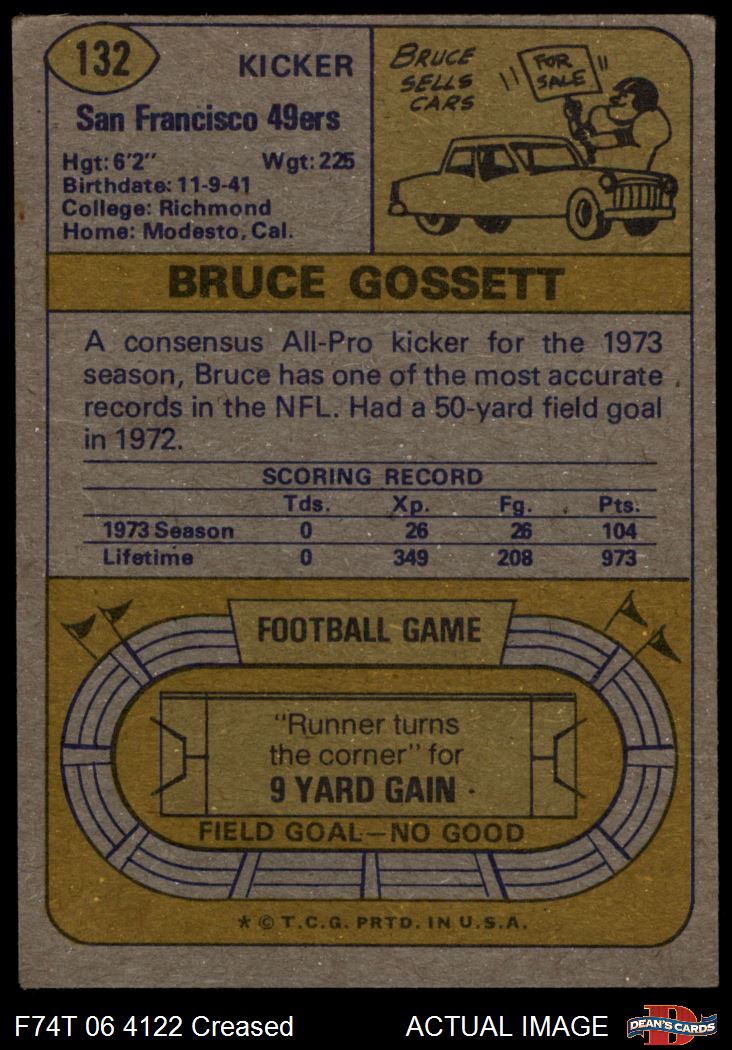 132
KICKER
San Francisco 49ers
Hgt: 6'2" Wgt: 225
Birthdate: 11-9-41
College: Richmond
Home: Modesto, Cal.
BRUCE
SELLS
CARS
FOR
SALE
BRUCE GOSSETT
A consensus All-Pro kicker for the 1973
season, Bruce has one of the most accurate
records in the NFL. Had a 50-yard field goal
in 1972.
SCORING RECORD
Tds. Xp. Fg. Pts.
1973 Season 0 26 26 104
Lifetime 0 349 208 973
FOOTBALL GAME
"Runner turns
the corner" for
9 YARD GAIN
FIELD GOAL—NO GOOD
* © T.C.G. PRTD. IN U.S.A.
F74T 06 4122 Creased ACTUAL IMAGE
D
DEAN'S CARDS